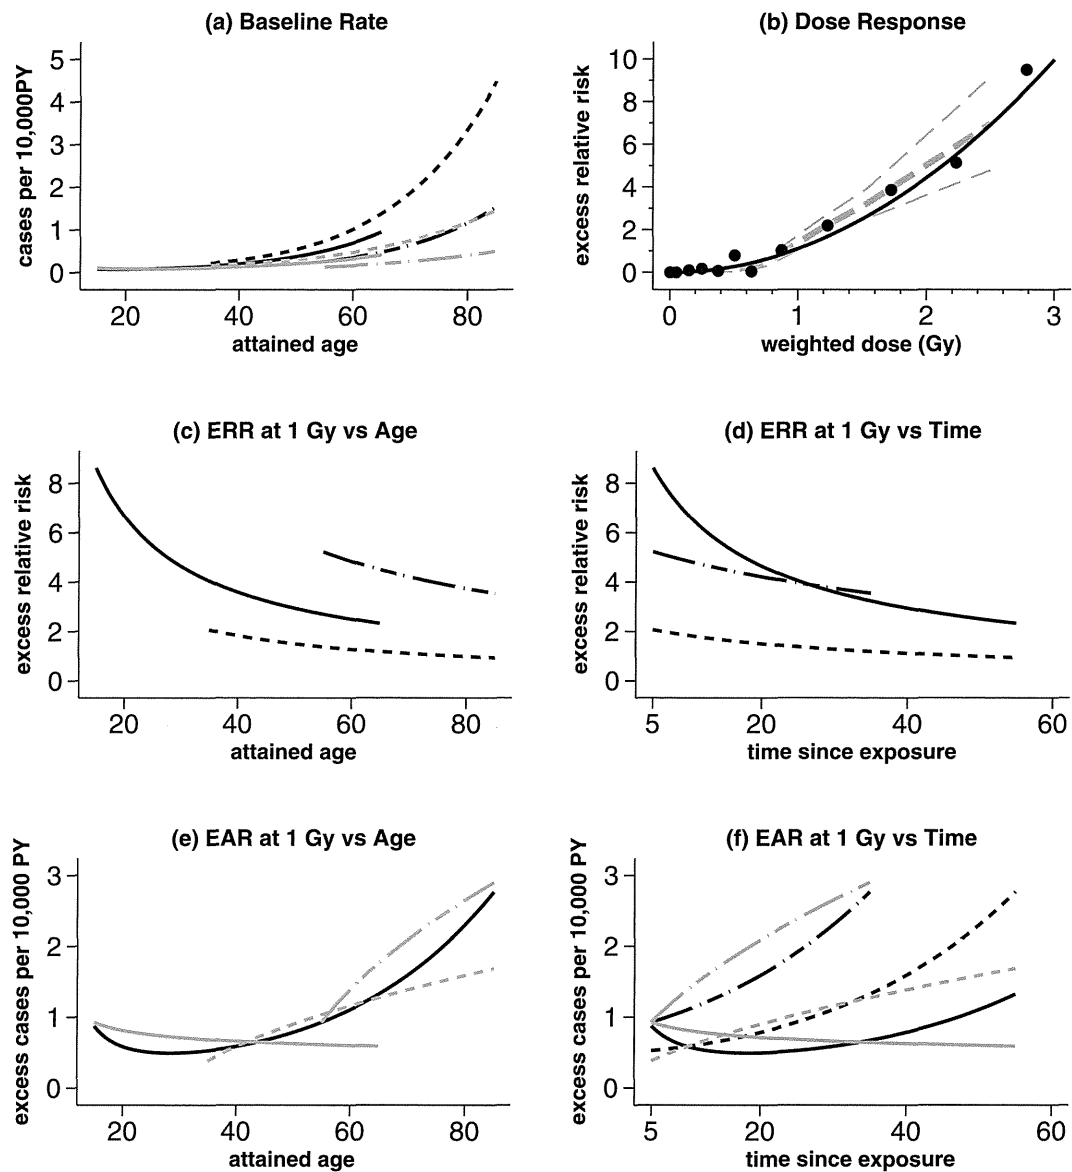 (a) Baseline Rate
cases per 10,000PY
5
4
3
2
1
0
20 40 60 80
attained age
(b) Dose Response
excess relative risk
10
8
6
4
2
0
0 1 2 3
weighted dose (Gy)
(c) ERR at 1 Gy vs Age
excess relative risk
8
6
4
2
0
20 40 60 80
attained age
(d) ERR at 1 Gy vs Time
excess relative risk
8
6
4
2
0
5 20 40 60
time since exposure
(e) EAR at 1 Gy vs Age
excess cases per 10,000 PY
3
2
1
0
20 40 60 80
attained age
(f) EAR at 1 Gy vs Time
excess cases per 10,000 PY
3
2
1
0
5 20 40 60
time since exposure